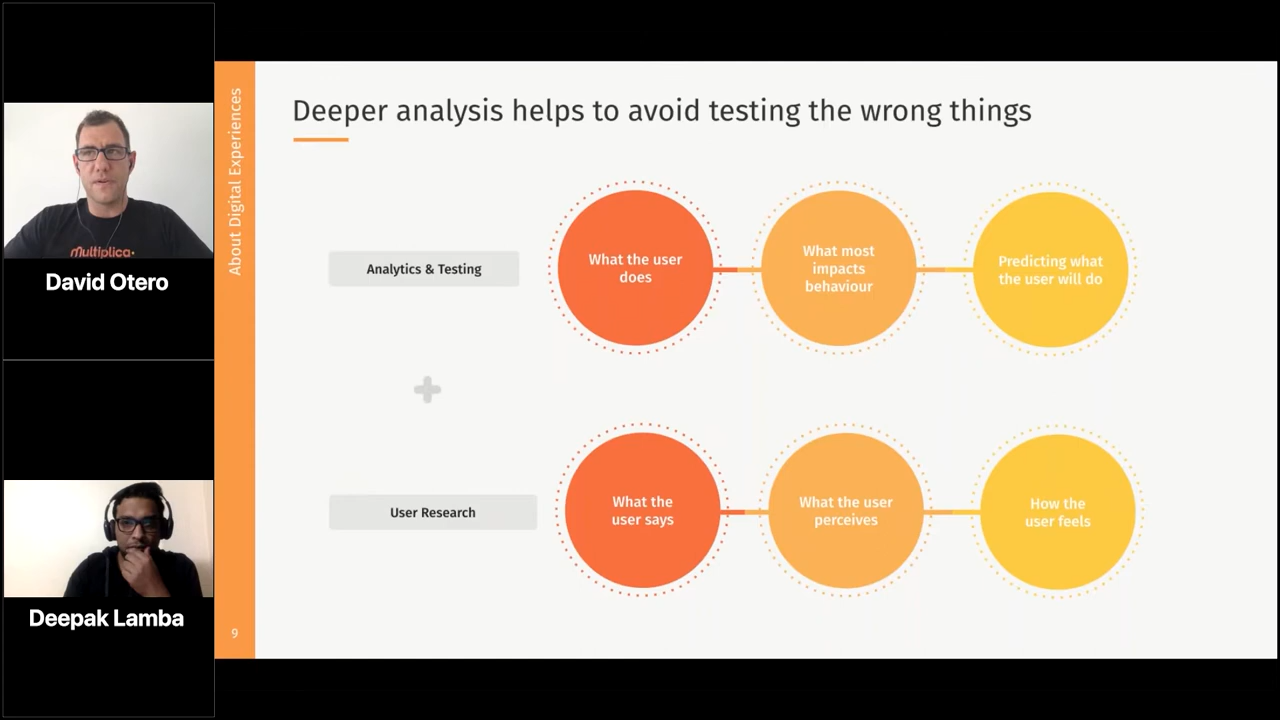 Multiplica
David Otero
Deepak Lamba
About Digital Experiences
9
Deeper analysis helps to avoid testing the wrong things
Analytics & Testing
What the user
does
What most
impacts
behaviour
Predicting what
the user will do
User Research
What the
user says
What the user
perceives
How the
user feels